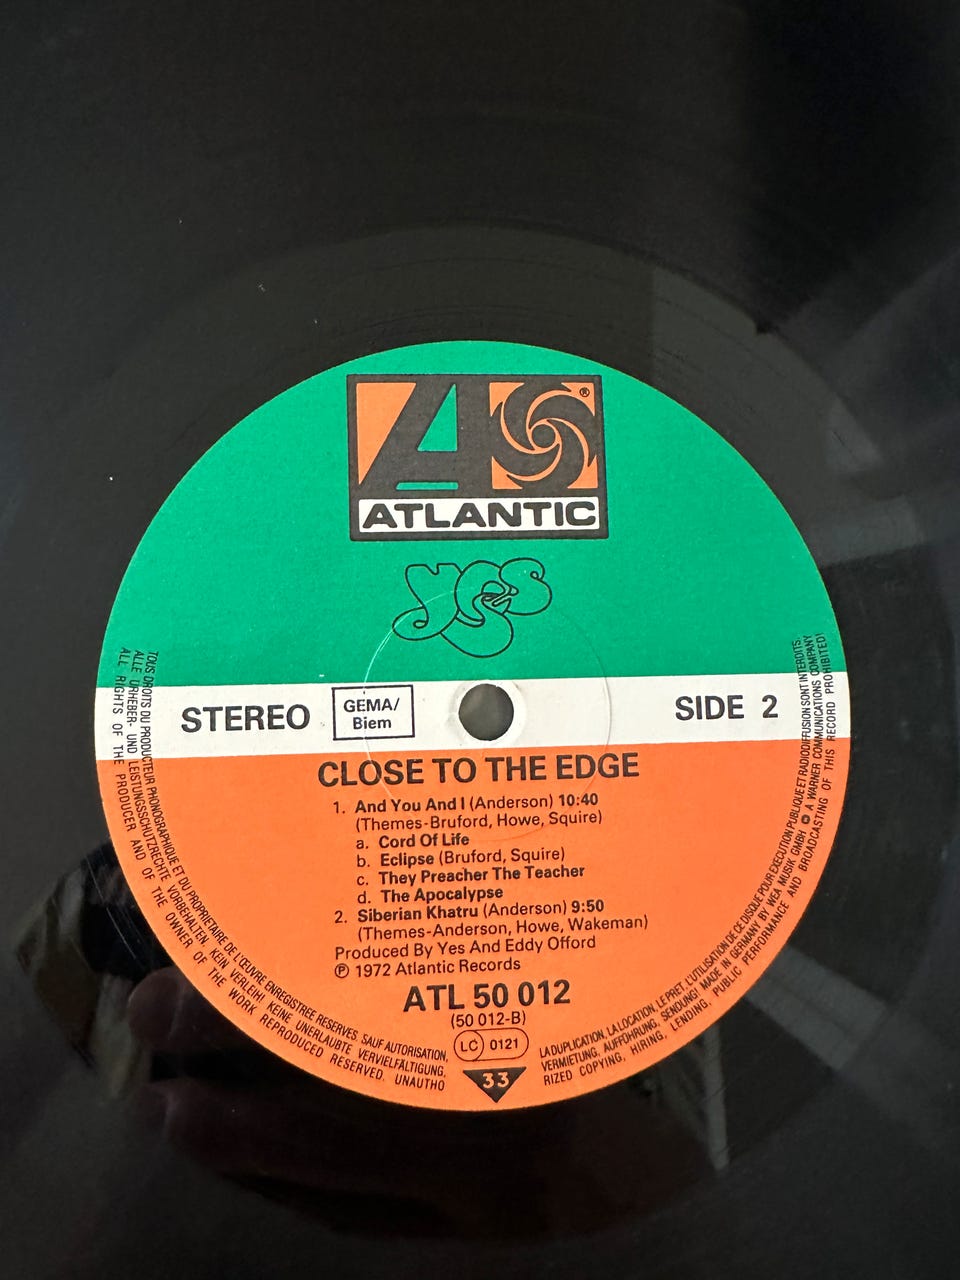 ATLANTIC
®
yes
STEREO
GEMA/
Biem
SIDE 2
CLOSE TO THE EDGE
1. And You And I (Anderson) 10:40
(Themes-Bruford, Howe, Squire)
a. Cord Of Life
b. Eclipse (Bruford, Squire)
c. They Preacher The Teacher
d. The Apocalypse
2. Siberian Khatru (Anderson) 9:50
(Themes-Anderson, Howe, Wakeman)
Produced By Yes And Eddy Offord
℗ 1972 Atlantic Records
ATL 50 012
(50 012-B)
LC 0121
33
TOUS DROITS DU PRODUCTEUR PHONOGRAPHIQUE ET DU PROPRIETAIRE DE L'ŒUVRE ENREGISTREE RESERVES. SAUF AUTORISATION,
ALLE URHEBER- UND LEISTUNGSSCHUTZRECHTE VORBEHALTEN. KEIN VERLEIH! KEINE UNERLAUBTE VERVIELFÄLTIGUNG,
ALL RIGHTS OF THE PRODUCER AND OF THE OWNER OF THE WORK REPRODUCED RESERVED. UNAUTHO
LA DUPLICATION, LA LOCATION, LE PRET, L'UTILISATION DE CE DISQUE POUR EXECUTION PUBLIQUE ET RADIODIFFUSION SONT INTERDITS.
VERMIETUNG, AUFFÜHRUNG, SENDUNG! MADE IN GERMANY BY WEA MUSIK GMBH A WARNER COMMUNICATIONS COMPANY
RIZED COPYING, HIRING, LENDING, PUBLIC PERFORMANCE AND BROADCASTING OF THIS RECORD PROHIBITED!